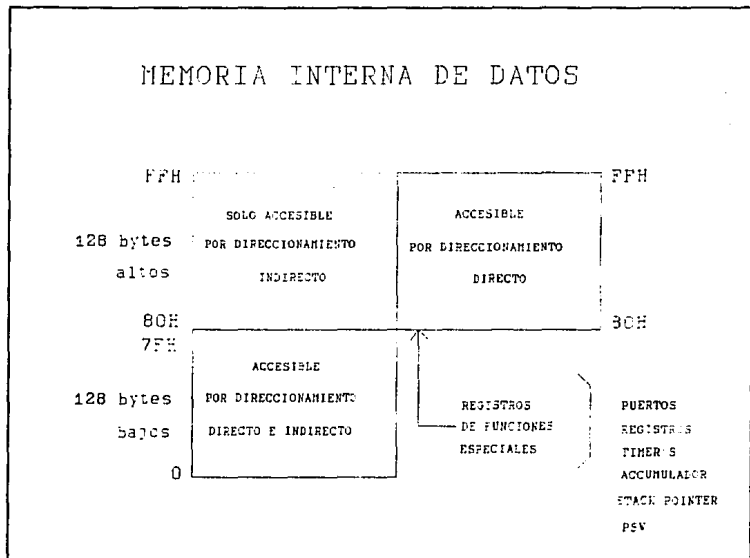 MEMORIA INTERNA DE DATOS
FFH
FFH
SOLO ACCESIBLE
POR DIRECCIONAMIENTO
INDIRECTO
ACCESIBLE
POR DIRECCIONAMIENTO
DIRECTO
128 bytes
altos
80H
80H
7FH
ACCESIBLE
POR DIRECCIONAMIENTO
DIRECTO E INDIRECTO
128 bytes
bajos
0
REGISTROS
DE FUNCIONES
ESPECIALES
PUERTOS
REGISTROS
TIMER'S
ACCUMULADOR
STACK POINTER
PSW